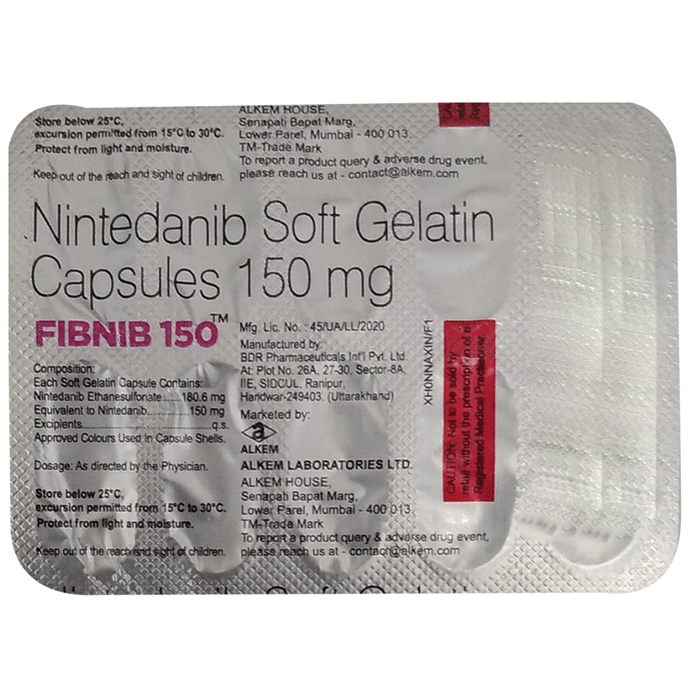 Store below 25°C,
excursion permitted from 15°C to 30°C.
Protect from light and moisture.
Keep out of the reach and sight of children.
ALKEM HOUSE,
Senapati Bapat Marg,
Lower Parel, Mumbai - 400 013.
TM-Trade Mark
To report a product query & adverse drug event,
please reach us at - contact@alkem.com
Nintedanib Soft Gelatin
Capsules 150 mg
FIBNIB 150™
Composition:
Each Soft Gelatin Capsule Contains:
Nintedanib Ethanesulfonate......180.6 mg
Equivalent to Nintedanib............150 mg
Excipients....................................q.s.
Approved Colours Used In Capsule Shells.
Dosage: As directed by the Physician.
Store below 25°C,
excursion permitted from 15°C to 30°C.
Protect from light and moisture.
Keep out of the reach and sight of children.
Mfg. Lic. No. : 45/UA/LL/2020
Manufactured by:
BDR Pharmaceuticals Int'l Pvt. Ltd.
At: Plot No. 26A, 27-30, Sector-8A,
IIE, SIDCUL, Ranipur,
Haridwar-249403. (Uttarakhand)
Marketed by:
a
ALKEM
ALKEM LABORATORIES LTD.
ALKEM HOUSE,
Senapati Bapat Marg,
Lower Parel, Mumbai - 400 013.
TM-Trade Mark
To report a product query & adverse drug event,
please reach us at - contact@alkem.com
XH0NNAXIN/E1
CAUTION: Not to be sold by
retail without the prescription of a
Registered Medical Practitioner.